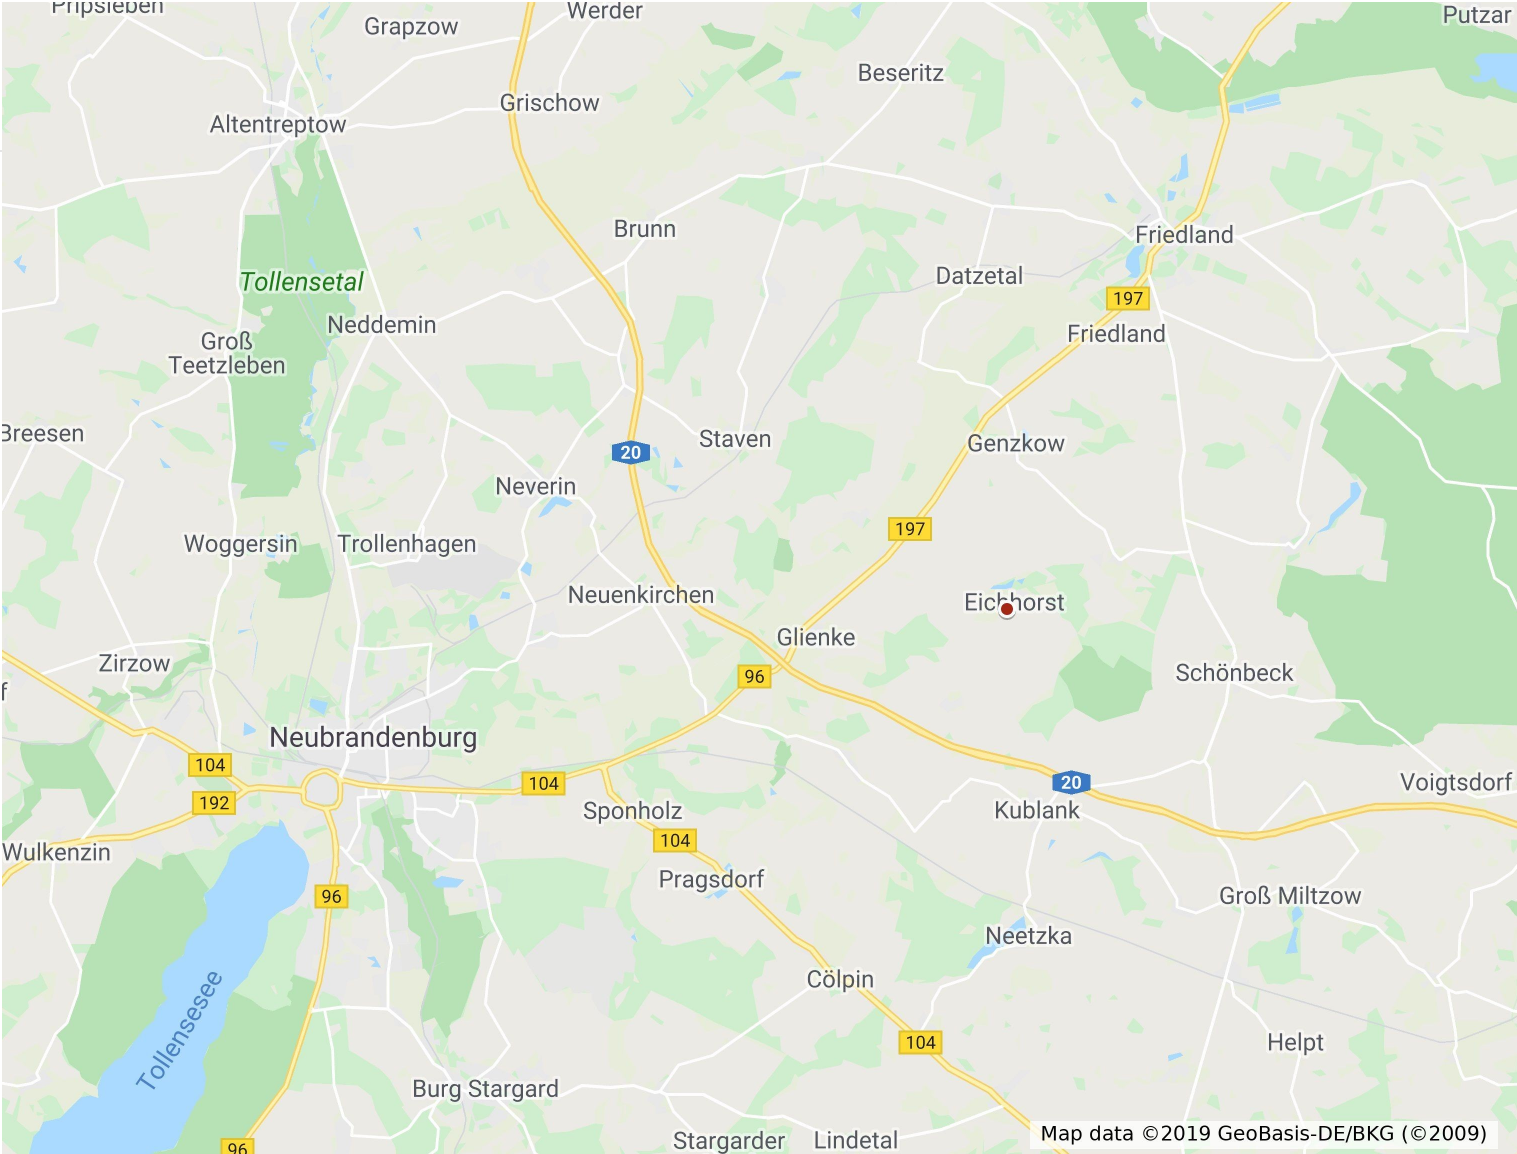 Pripsleben
Grapzow
Werder
Putzar
Beseritz
Grischow
Altentreptow
Brunn
Friedland
Datzetal
Tollensetal
197
Neddemin
Friedland
Groß
Teetzleben
Breesen
Staven
Genzkow
20
Neverin
197
Woggersin
Trollenhagen
Neuenkirchen
Eichhorst
Glienke
Zirzow
Schönbeck
96
f
Neubrandenburg
104
104
20
Voigtsdorf
192
Sponholz
Kublank
104
Wulkenzin
Pragsdorf
96
Groß Miltzow
Neetzka
Cölpin
Tollensesee
104
Helpt
Burg Stargard
Stargarder
Lindetal
96
Map data ©2019 GeoBasis-DE/BKG (©2009)